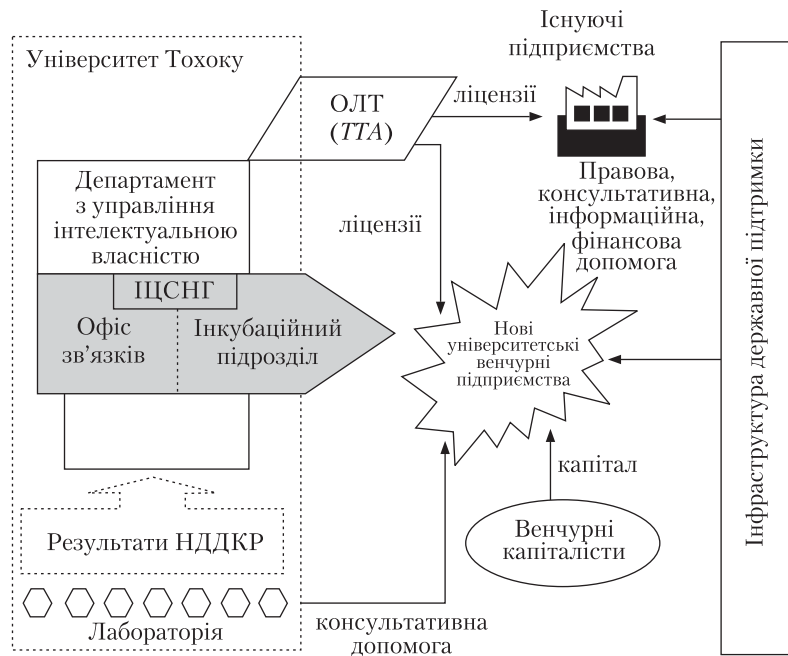 Університет Тохоку
ОЛТ
(ТТА)
ліцензії
Існуючі
підприємства
Правова,
консультативна,
інформаційна,
фінансова
допомога
Департамент
з управління
інтелектуальною
власністю
ліцензії
ІЦСНГ
Офіс
зв'язків
Інкубаційний
підрозділ
Нові
університетські
венчурні
підприємства
Інфраструктура державної підтримки
капітал
Венчурні
капіталісти
Результати НДДКР
Лабораторія
консультативна
допомога